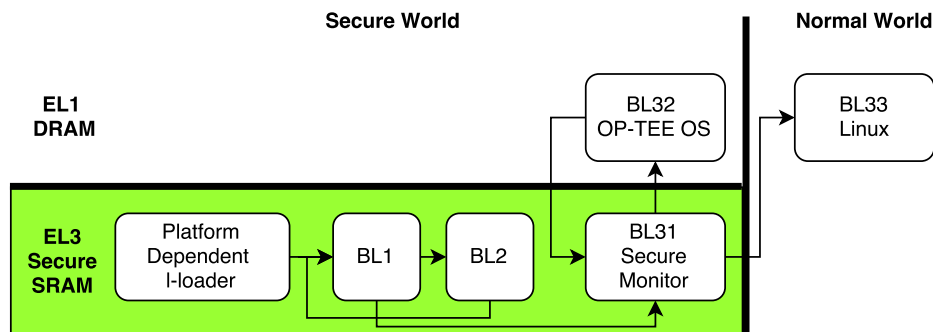 Secure World
Normal World
EL1
DRAM
BL32
OP-TEE OS
BL33
Linux
EL3
Secure
SRAM
Platform
Dependent
l-loader
BL1
BL2
BL31
Secure
Monitor